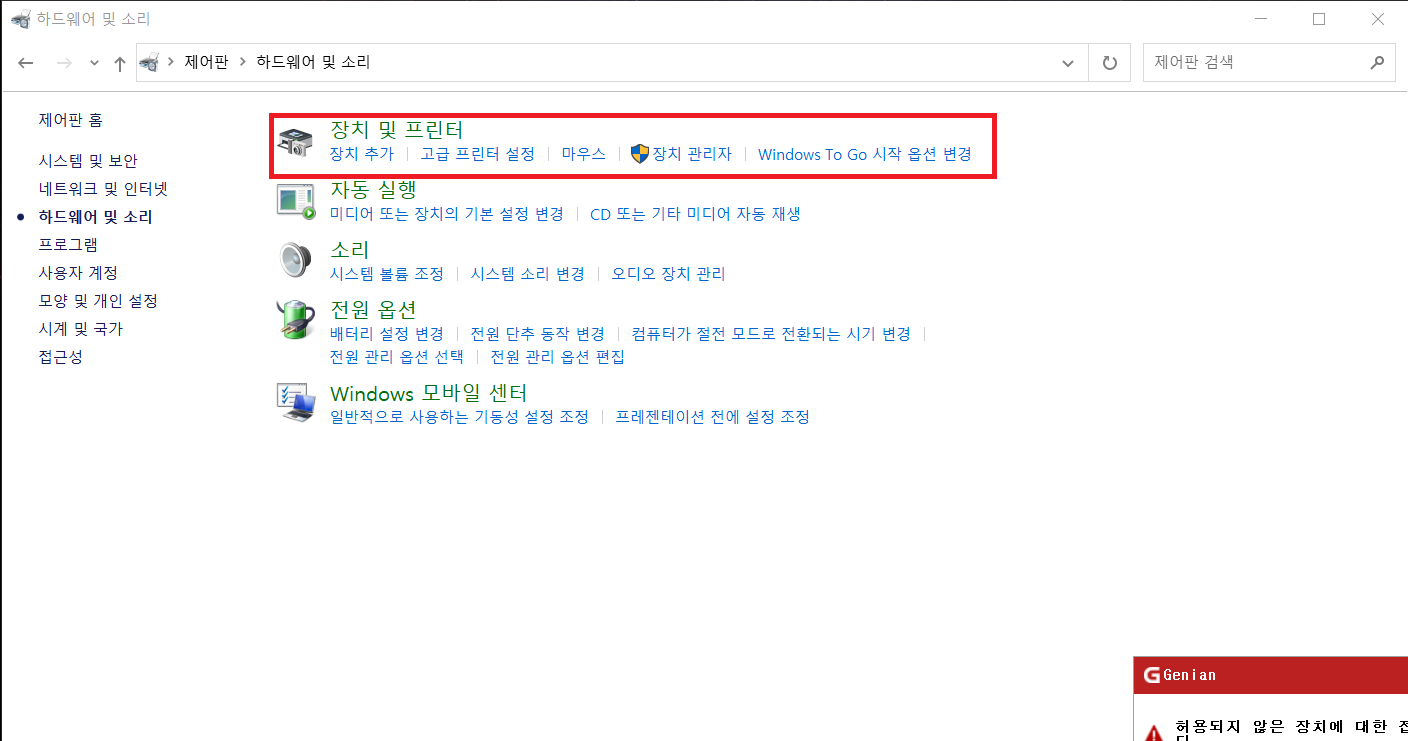 하드웨어 및 소리
제어판 하드웨어 및 소리
제어판 검색
제어판 홈
시스템 및 보안
네트워크 및 인터넷
하드웨어 및 소리
프로그램
사용자 계정
모양 및 개인 설정
시계 및 국가
접근성
장치 및 프린터
장치 추가 고급 프린터 설정 마우스 장치 관리자 Windows To Go 시작 옵션 변경
자동 실행
미디어 또는 장치의 기본 설정 변경 CD 또는 기타 미디어 자동 재생
소리
시스템 볼륨 조정 시스템 소리 변경 오디오 장치 관리
전원 옵션
배터리 설정 변경 전원 단추 동작 변경 컴퓨터가 절전 모드로 전환되는 시기 변경
전원 관리 옵션 선택 전원 관리 옵션 편집
Windows 모바일 센터
일반적으로 사용하는 기동성 설정 조정 프레젠테이션 전에 설정 조정
Genian
허용되지 않은 장치에 대한